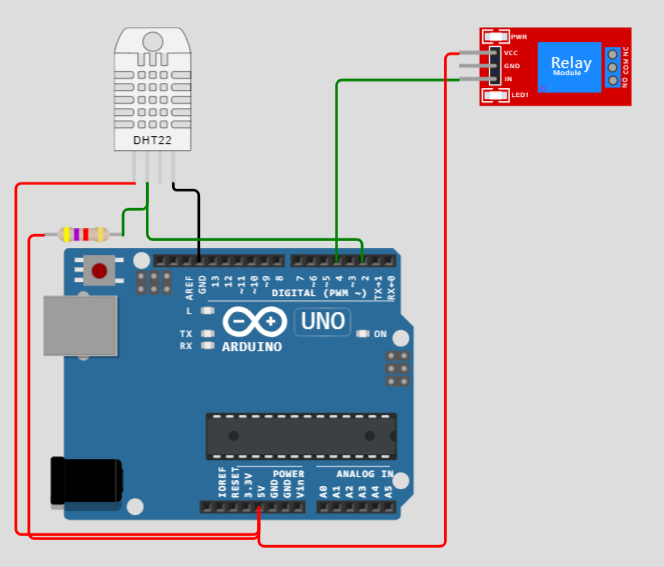 PWR
VCC
GND
IN
LED1
Relay
Module
NC
COM
NO
DHT22
AREF
GND
13
12
~11
~10
~9
8
7
~6
~5
4
~3
2
TX→1
RX←0
DIGITAL (PWM ~)
L
TX
RX
ARDUINO
UNO
ON
IOREF
RESET
3.3V
5V
GND
GND
Vin
POWER
ANALOG IN
A0
A1
A2
A3
A4
A5